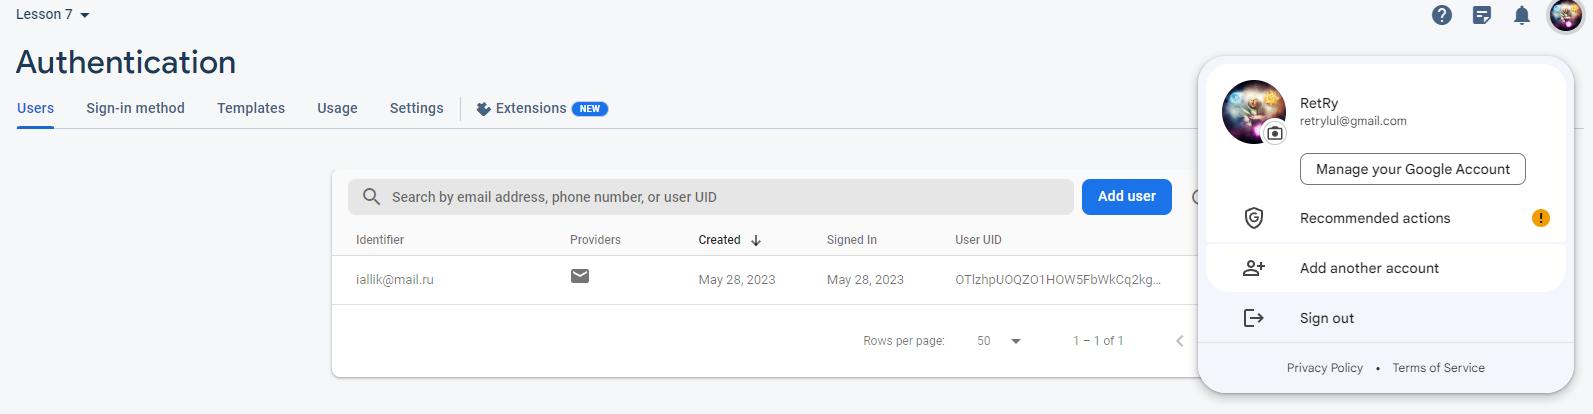 Lesson 7
Authentication
Users Sign-in method Templates Usage Settings Extensions NEW
Search by email address, phone number, or user UID Add user
Identifier Providers Created Signed In User UID
iallik@mail.ru May 28, 2023 May 28, 2023 OTlzhpUOQZO1HOW5FbWkCq2kg...
Rows per page: 50 1 – 1 of 1
RetRy
retrylul@gmail.com
Manage your Google Account
Recommended actions
Add another account
Sign out
Privacy Policy • Terms of Service